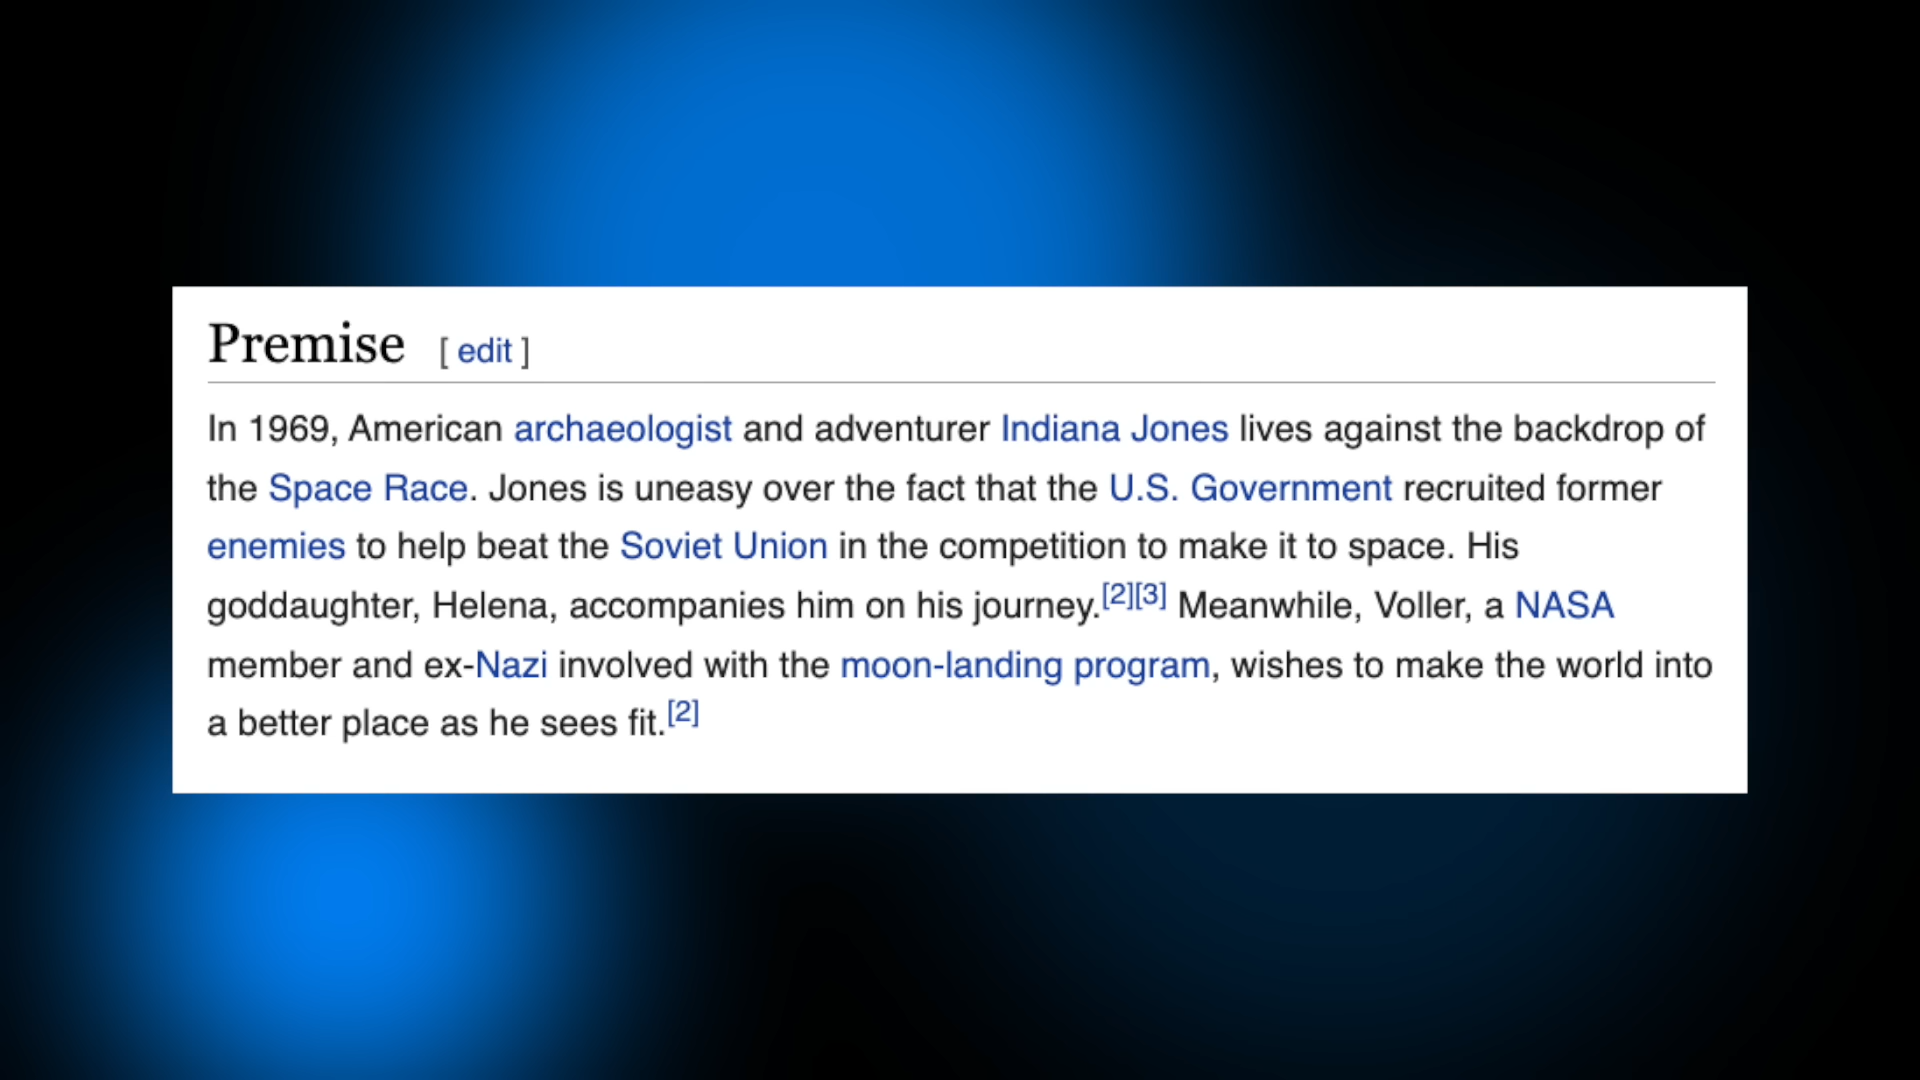 Premise [ edit ]
In 1969, American archaeologist and adventurer Indiana Jones lives against the backdrop of
the Space Race. Jones is uneasy over the fact that the U.S. Government recruited former
enemies to help beat the Soviet Union in the competition to make it to space. His
goddaughter, Helena, accompanies him on his journey.[2][3] Meanwhile, Voller, a NASA
member and ex-Nazi involved with the moon-landing program, wishes to make the world into
a better place as he sees fit.[2]